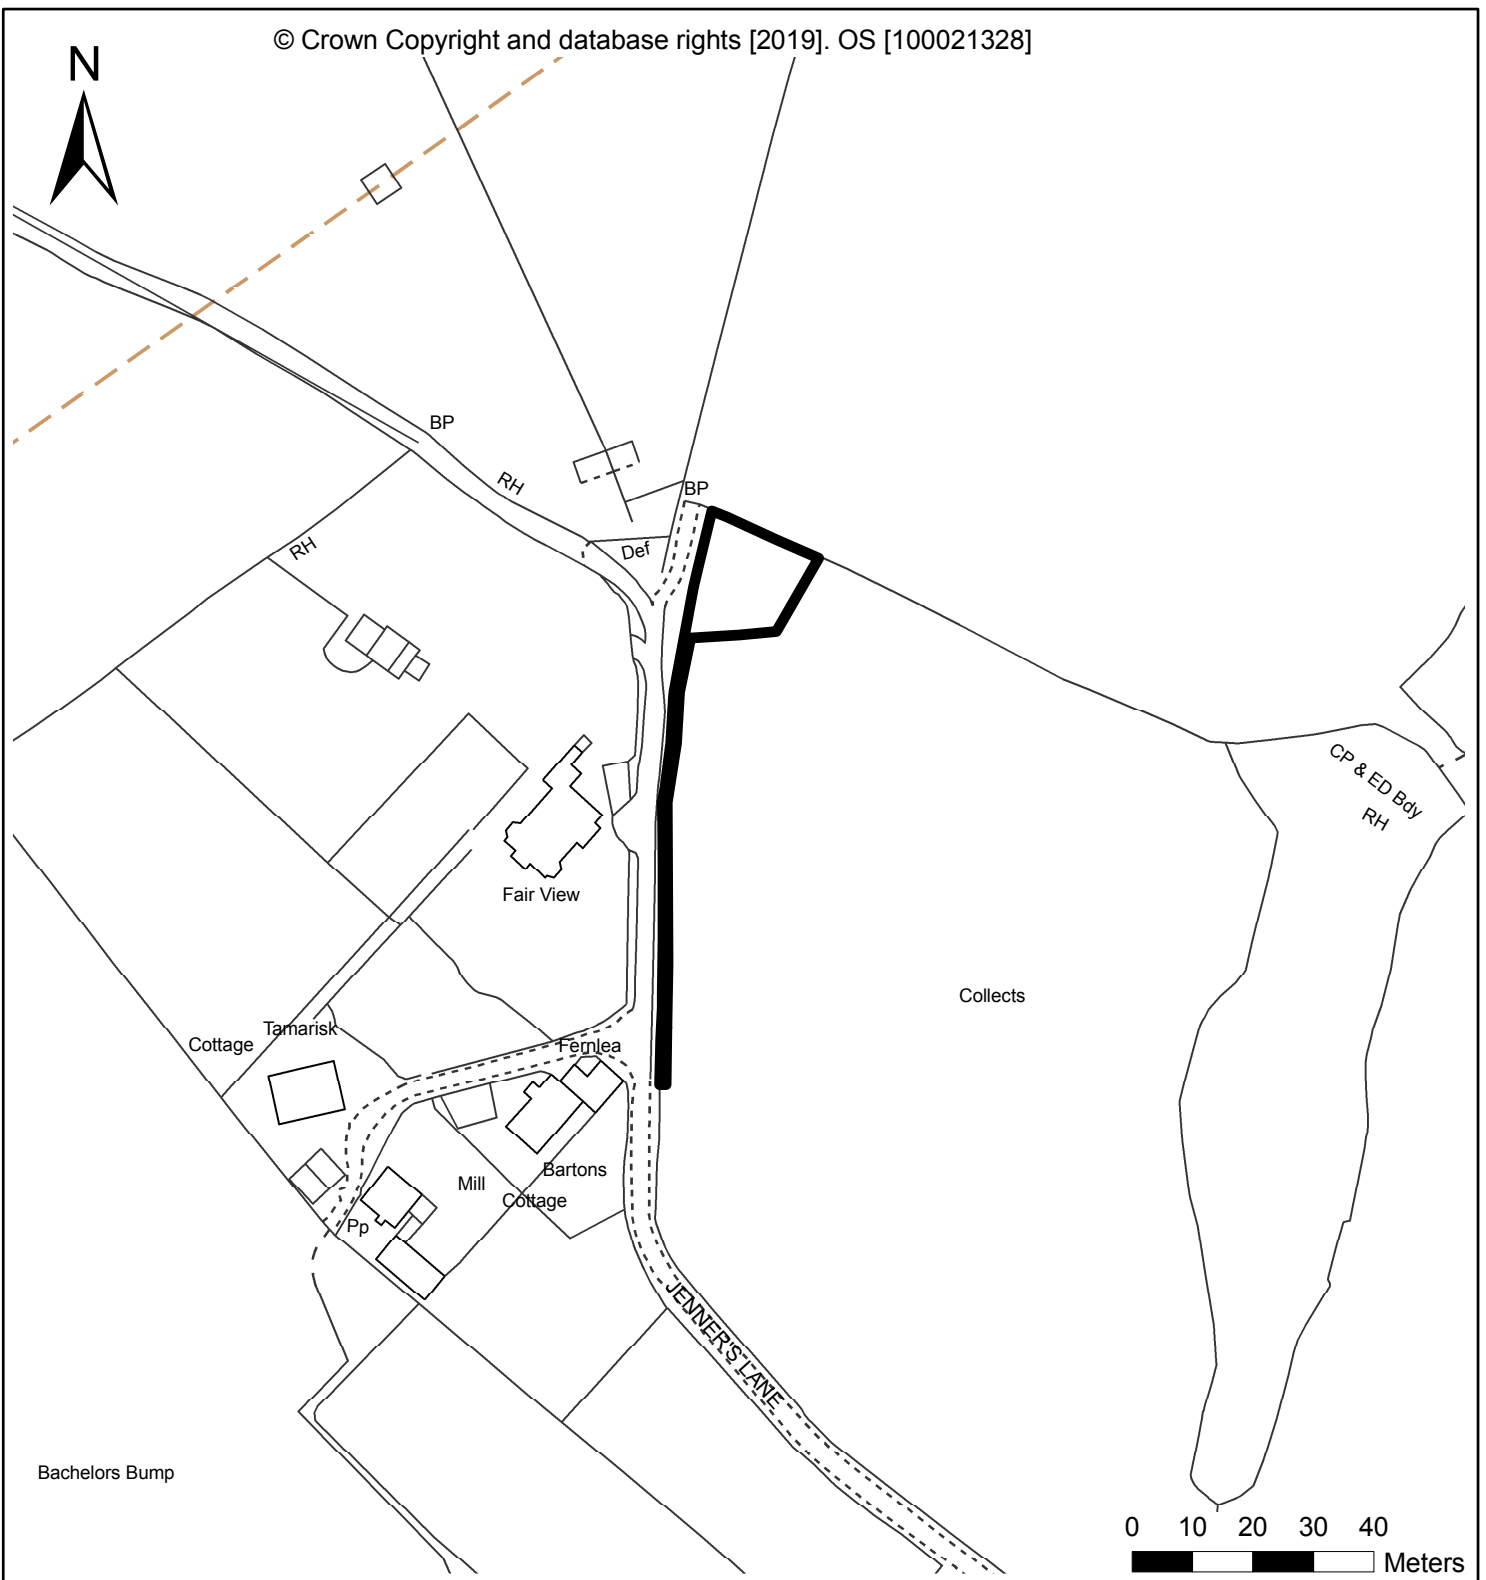 © Crown Copyright and database rights [2019]. OS [100021328]
N
BP
RH
BP
RH
Def
CP & ED Bdy
RH
Fair View
Collects
Tamarisk
Cottage
Fernlea
Bartons
Mill
Cottage
Pp
JENNER'S LANE
Bachelors Bump
0 10 20 30 40
Meters